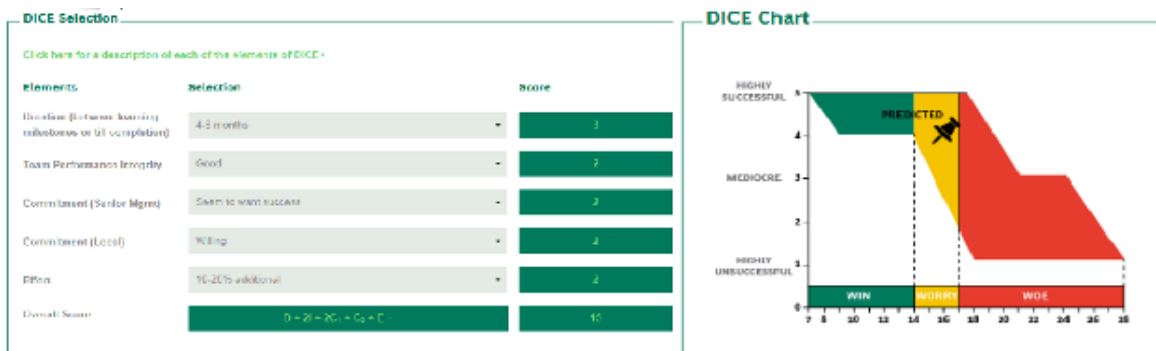 DICE Selection
Click here for a description of each of the elements of DICE+
Elements Selection Score
Duration (between learning
milestones or till completion) 4-8 months 3
Team Performance Integrity Good 2
Commitment (Senior Mgmt) Seem to want success 2
Commitment (Local) Willing 2
Effort 10-20% additional 2
Overall Score
DICE Chart
HIGHLY
SUCCESSFUL 5
PREDICTED
4
MEDIOCRE 3
2
HIGHLY
UNSUCCESSFUL 1
WIN WORRY WOE
0
7 8 10 12 14 16 18 20 22 24 26 28